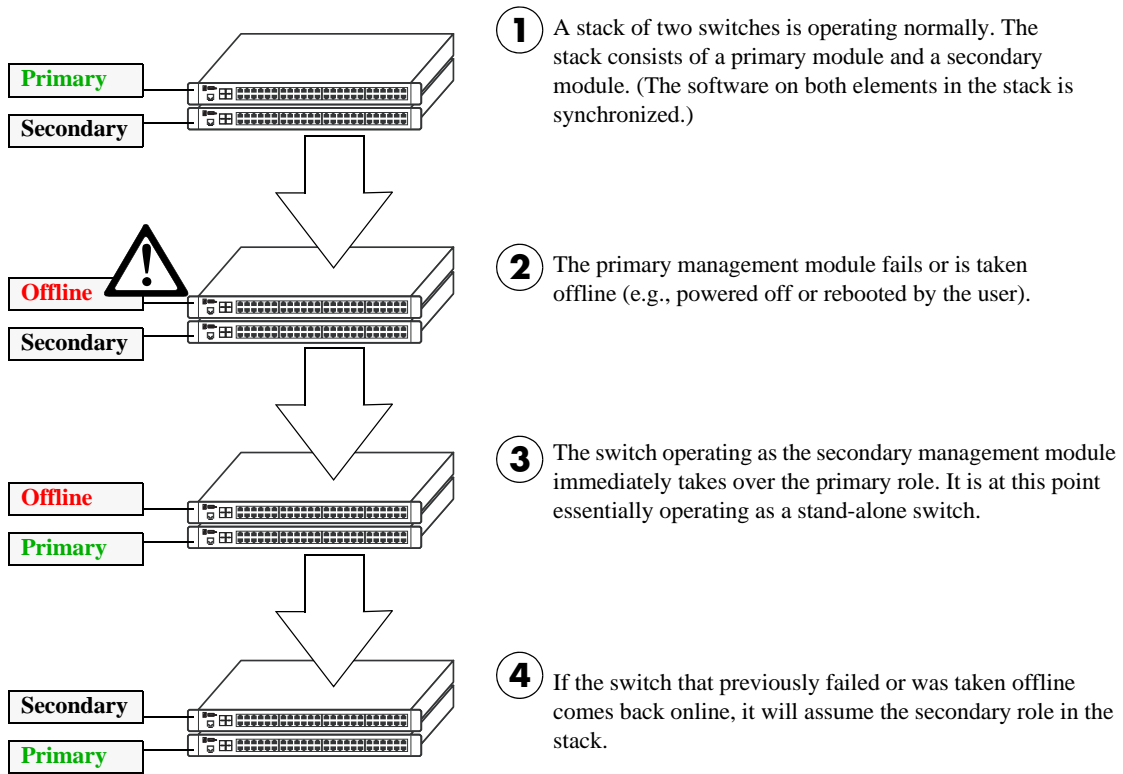 Primary
Secondary
1
A stack of two switches is operating normally. The
stack consists of a primary module and a secondary
module. (The software on both elements in the stack is
synchronized.)
Offline
Secondary
2
The primary management module fails or is taken
offline (e.g., powered off or rebooted by the user).
Offline
Primary
3
The switch operating as the secondary management module
immediately takes over the primary role. It is at this point
essentially operating as a stand-alone switch.
Secondary
Primary
4
If the switch that previously failed or was taken offline
comes back online, it will assume the secondary role in the
stack.